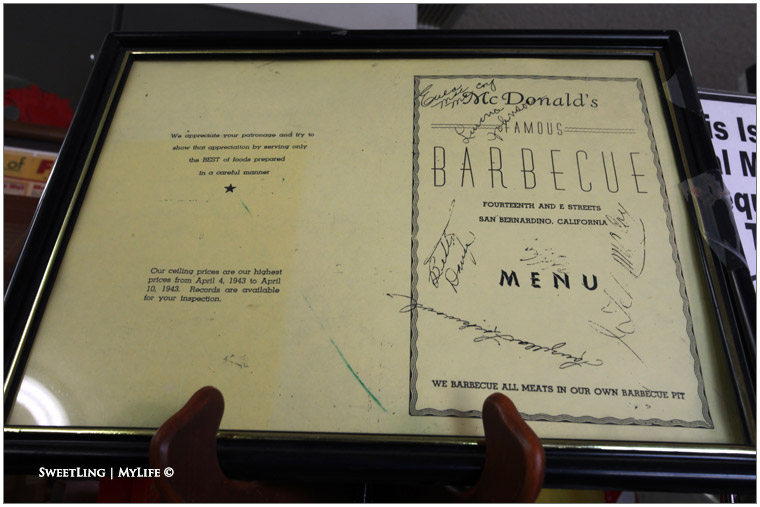 We appreciate your patronage and try to
show that appreciation by serving only
the BEST of foods prepared
in a careful manner
Our ceiling prices are our highest
prices from April 4, 1943 to April
10, 1943. Records are available
for your inspection.
McDonald's
FAMOUS
BARBECUE
FOURTEENTH AND E STREETS
SAN BERNARDINO, CALIFORNIA
MENU
WE BARBECUE ALL MEATS IN OUR OWN BARBECUE PIT
of F
is Is
SWEETLING | MYLIFE ©